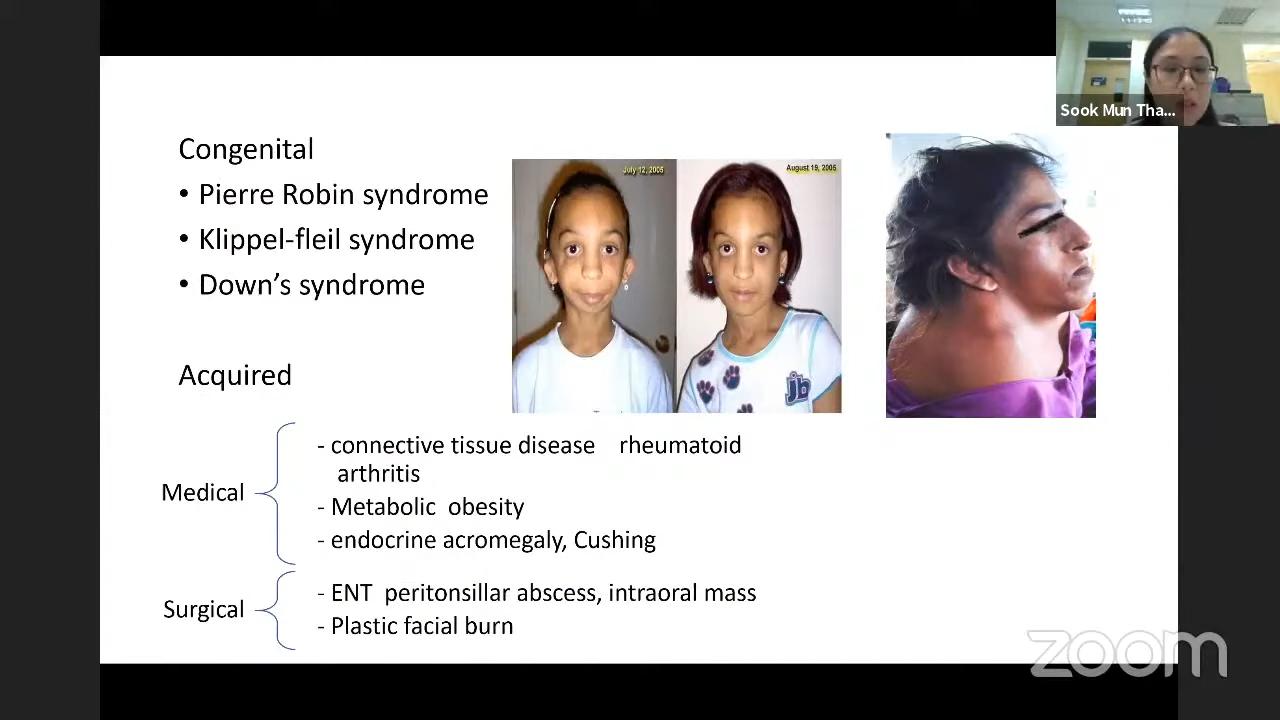 Sook Mun Tha...
Congenital
• Pierre Robin syndrome
• Klippel-fleil syndrome
• Down's syndrome
July 12, 2005
August 19, 2005
jb
Acquired
Medical
- connective tissue disease rheumatoid
arthritis
- Metabolic obesity
- endocrine acromegaly, Cushing
Surgical
- ENT peritonsillar abscess, intraoral mass
- Plastic facial burn
zoom